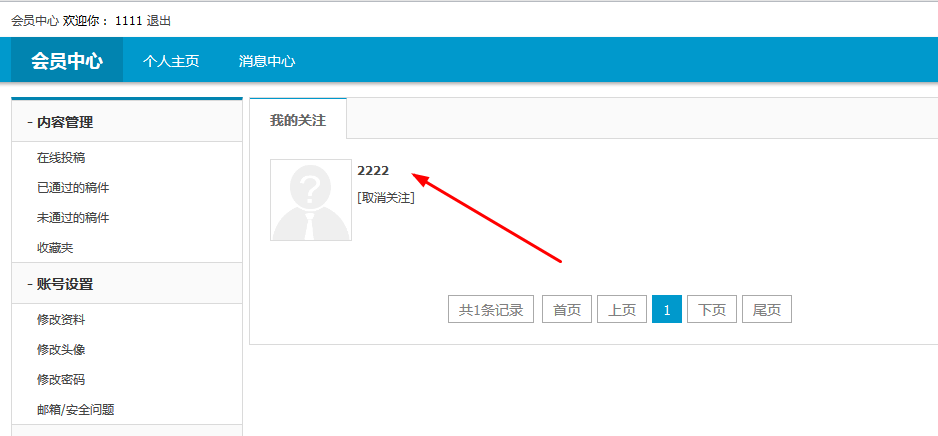 会员中心 欢迎你： 1111 退出
会员中心 个人主页 消息中心
- 内容管理
在线投稿
已通过的稿件
未通过的稿件
收藏夹
- 账号设置
修改资料
修改头像
修改密码
邮箱/安全问题
我的关注
2222
[取消关注]
共1条记录 首页 上页 1 下页 尾页